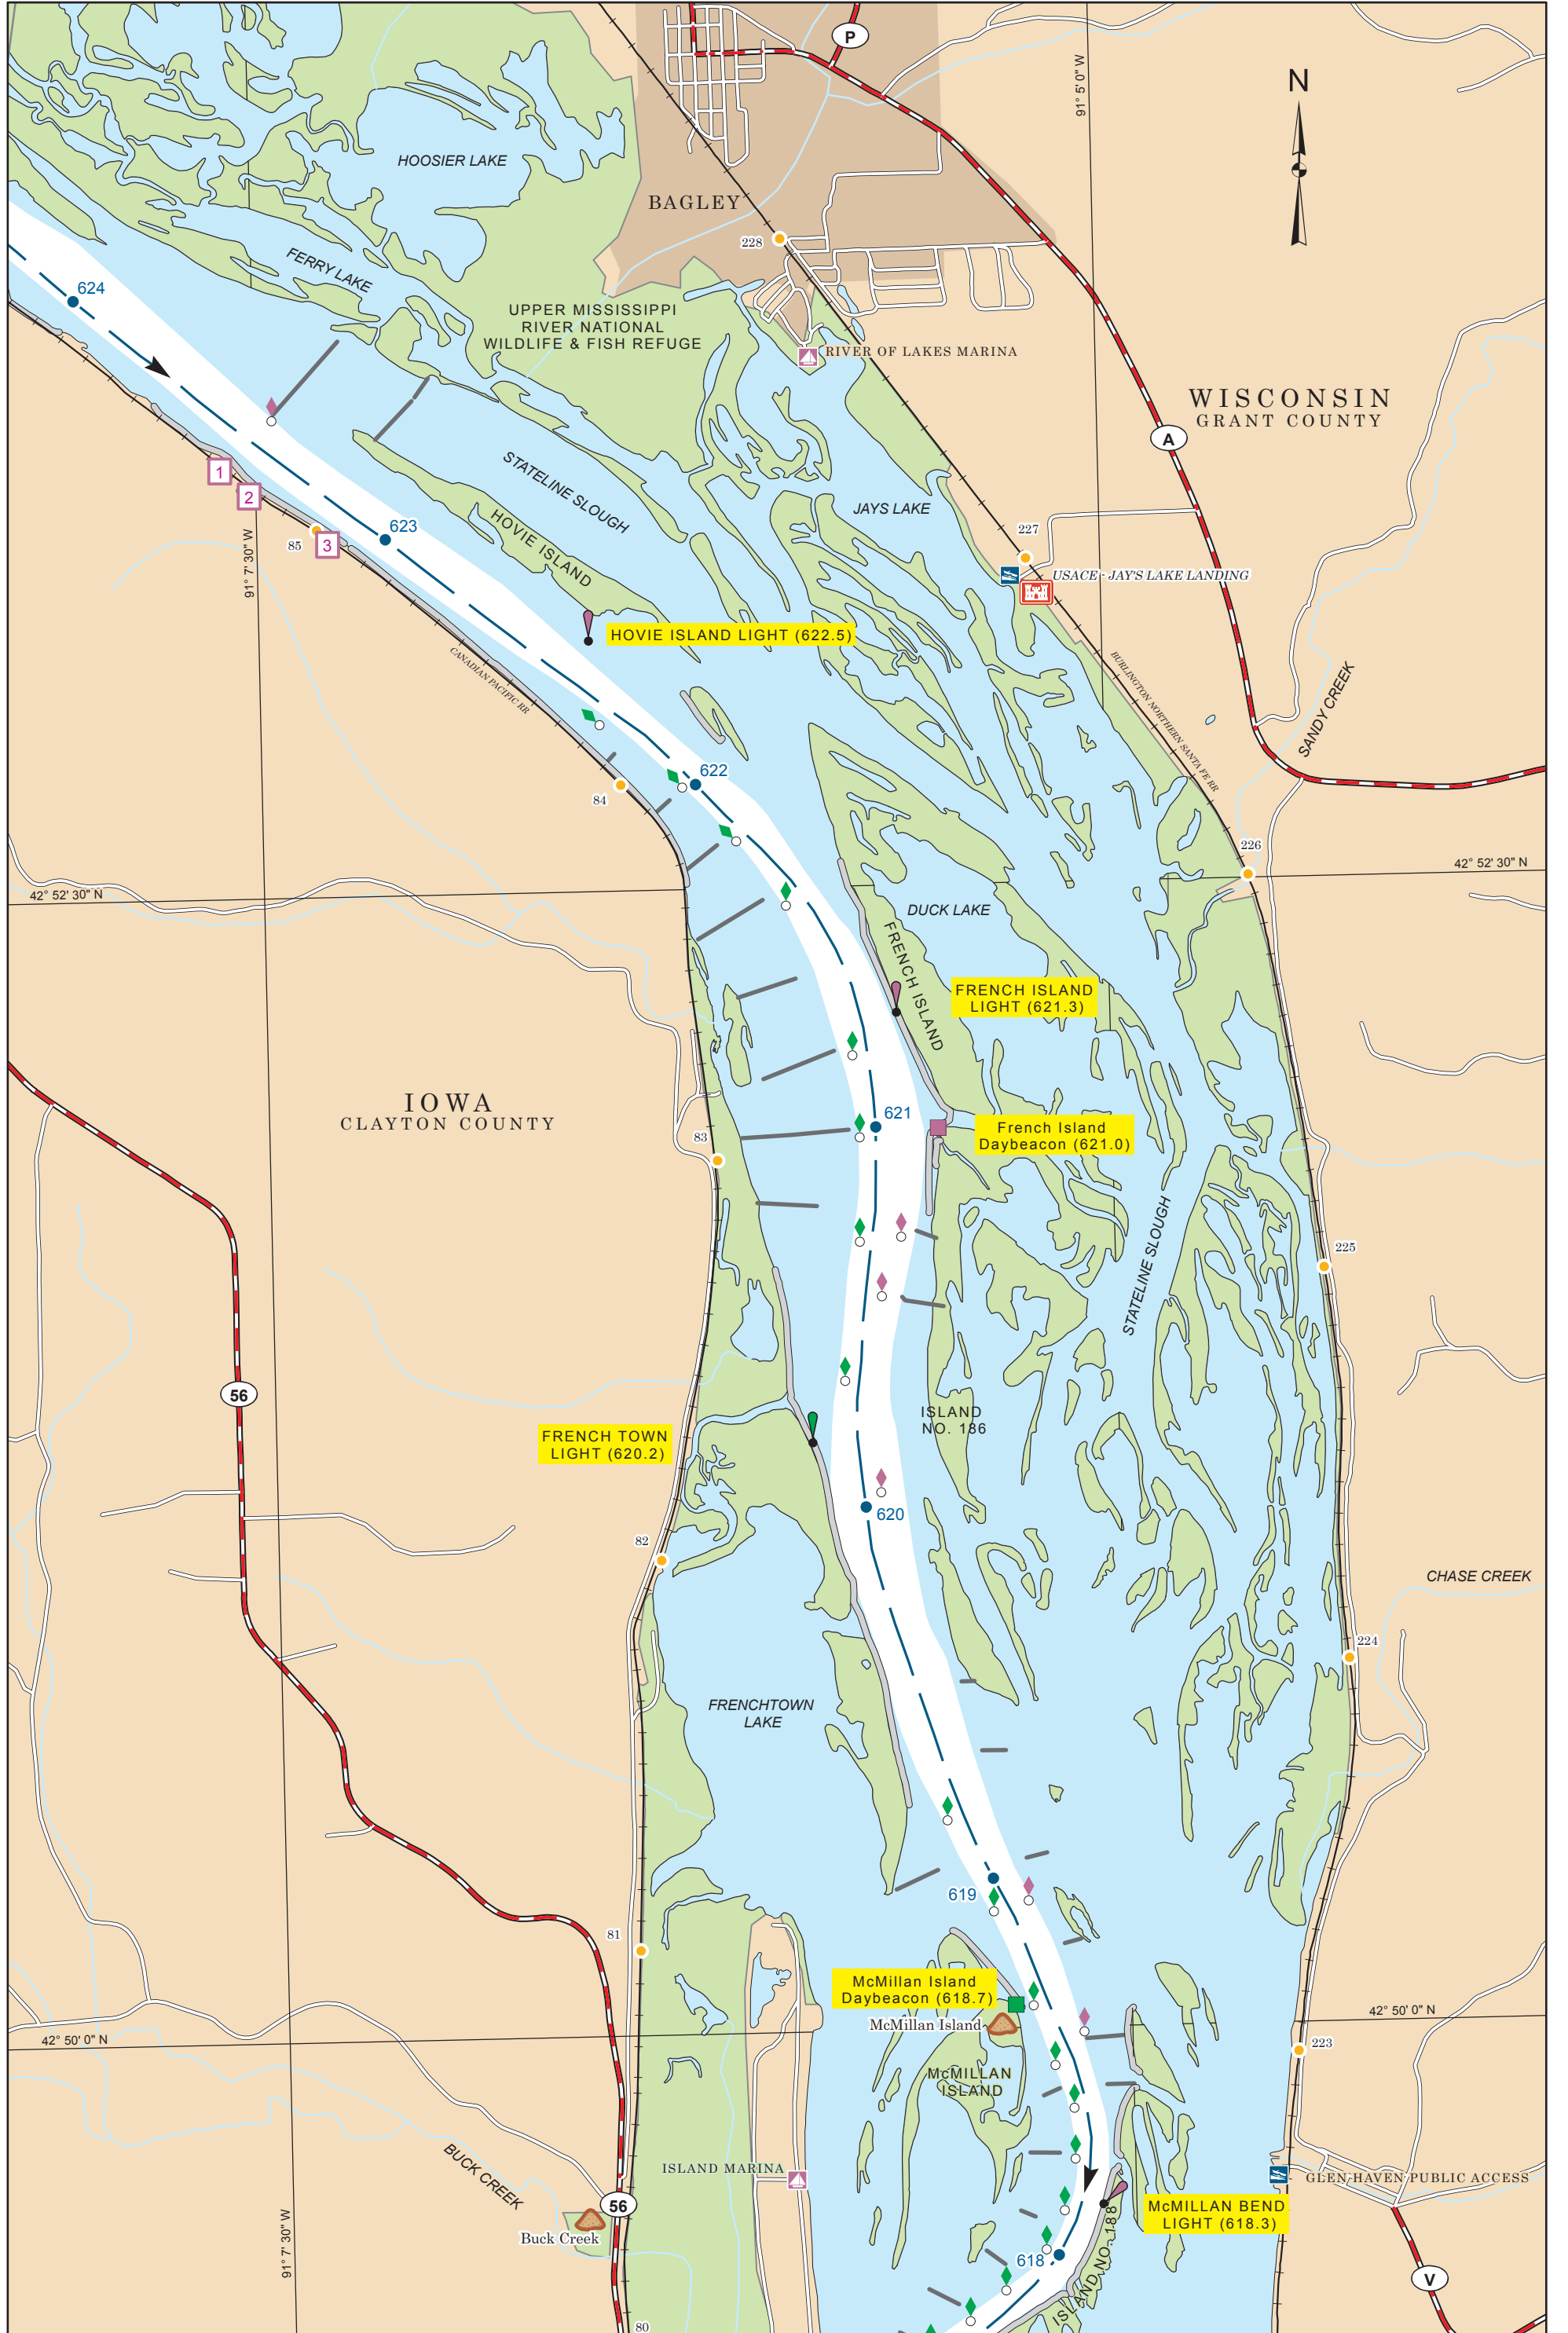 P
N
91° 5' 0" W
HOOSIER LAKE
BAGLEY
228
FERRY LAKE
624
UPPER MISSISSIPPI
RIVER NATIONAL
WILDLIFE & FISH REFUGE
RIVER OF LAKES MARINA
WISCONSIN
GRANT COUNTY
A
1
2
3
85
91° 7' 30" W
623
STATELINE SLOUGH
HOVIE ISLAND
JAYS LAKE
227
USACE - JAY'S LAKE LANDING
HOVIE ISLAND LIGHT (622.5)
CANADIAN PACIFIC RR
BURLINGTON NORTHERN SANTA FE RR
SANDY CREEK
622
84
226
42° 52' 30" N
42° 52' 30" N
DUCK LAKE
FRENCH ISLAND
FRENCH ISLAND
LIGHT (621.3)
IOWA
CLAYTON COUNTY
621
French Island
Daybeacon (621.0)
83
STATELINE SLOUGH
225
56
ISLAND
NO. 186
FRENCH TOWN
LIGHT (620.2)
620
82
CHASE CREEK
224
FRENCHTOWN
LAKE
619
81
McMillan Island
Daybeacon (618.7)
McMillan Island
42° 50' 0" N
42° 50' 0" N
223
McMILLAN
ISLAND
BUCK CREEK
ISLAND MARINA
GLEN HAVEN PUBLIC ACCESS
56
Buck Creek
91° 7' 30" W
McMILLAN BEND
LIGHT (618.3)
618
ISLAND NO. 188
V
80